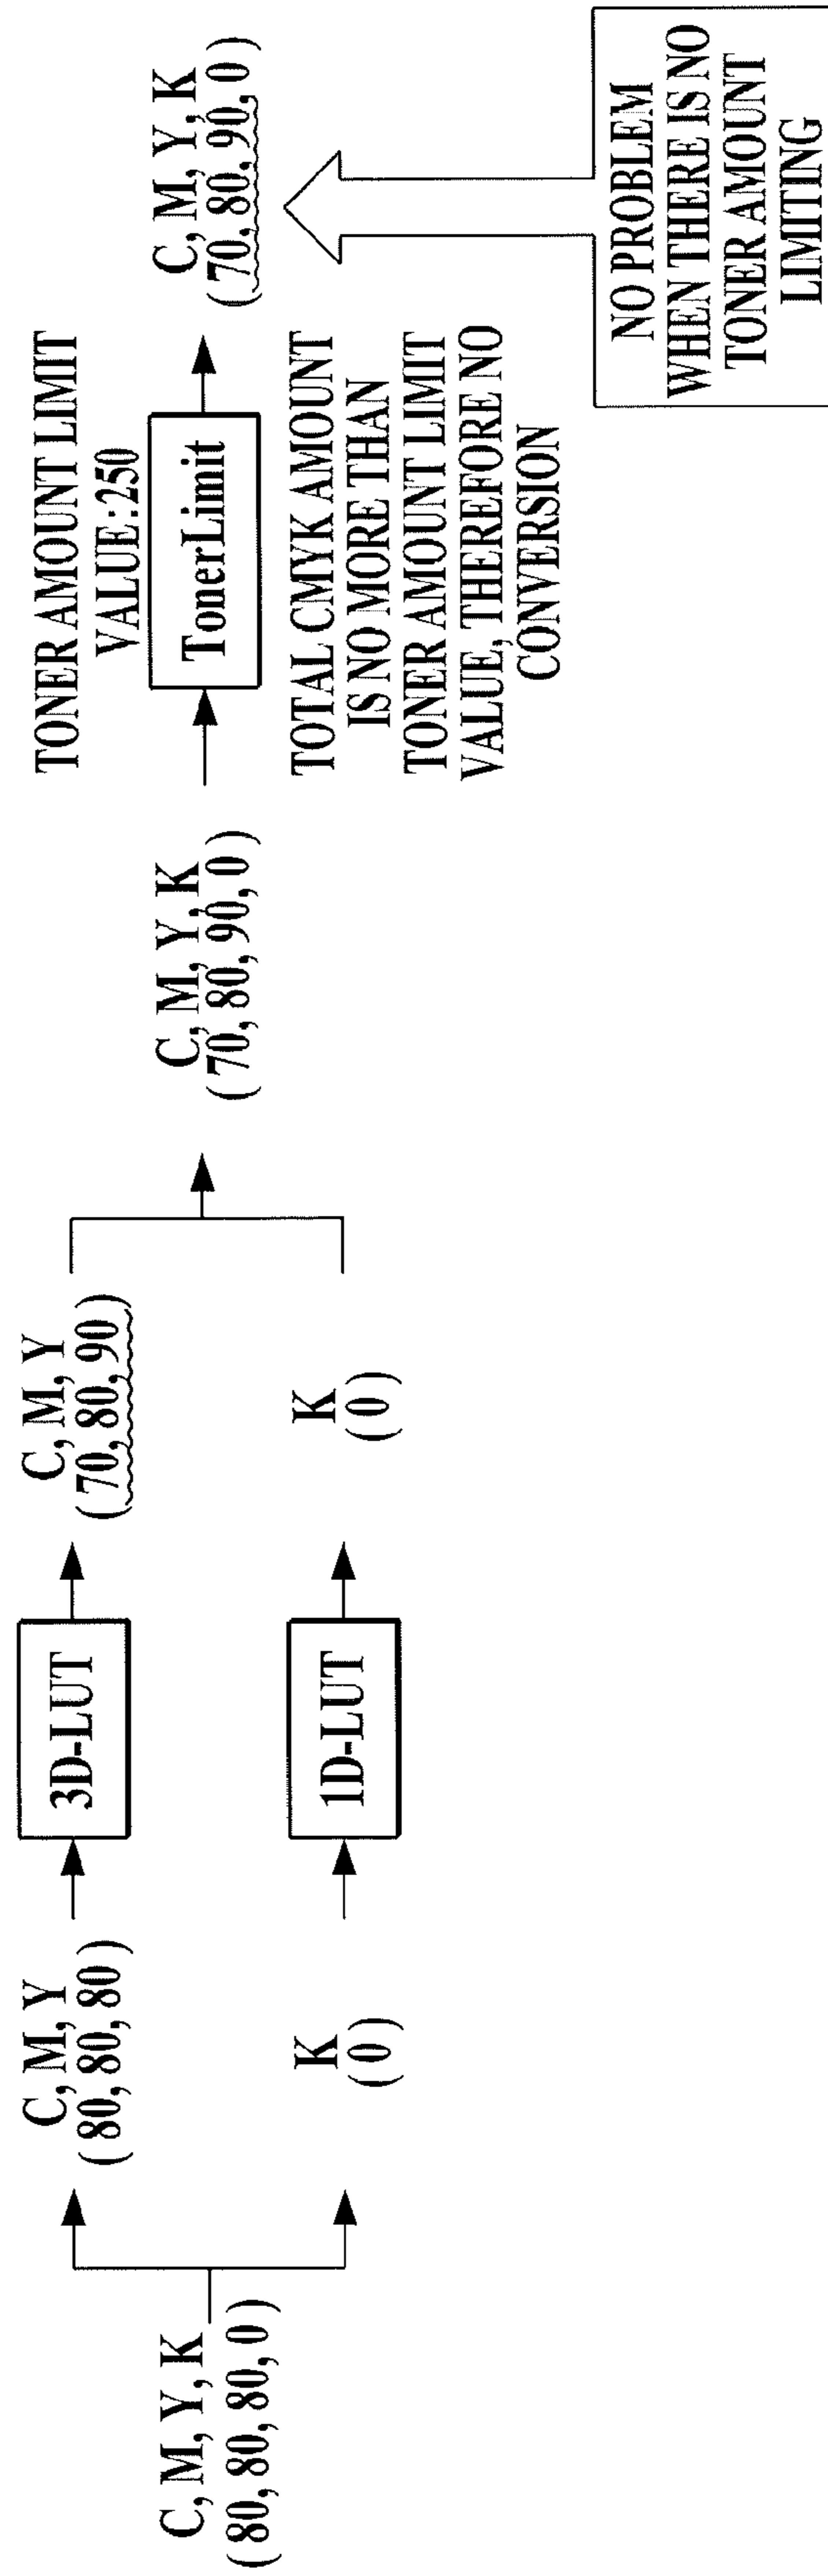 C, M, Y, K
( 80, 80, 80, 0 )
C, M, Y
( 80, 80, 80 )
K
( 0 )
3D-LUT
1D-LUT
C, M, Y
( 70, 80, 90 )
K
( 0 )
C, M, Y, K
( 70, 80, 90, 0 )
TONER AMOUNT LIMIT
VALUE:250
TonerLimit
TOTAL CMYK AMOUNT
IS NO MORE THAN
TONER AMOUNT LIMIT
VALUE, THEREFORE NO
CONVERSION
C, M, Y, K
( 70, 80, 90, 0 )
NO PROBLEM
WHEN THERE IS NO
TONER AMOUNT
LIMITING